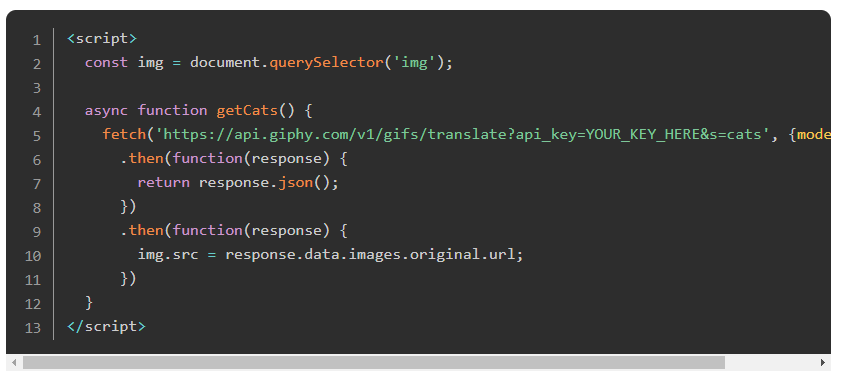 1 <script>
2 const img = document.querySelector('img');
3
4 async function getCats() {
5 fetch('https://api.giphy.com/v1/gifs/translate?api_key=YOUR_KEY_HERE&s=cats', {mode
6 .then(function(response) {
7 return response.json();
8 })
9 .then(function(response) {
10 img.src = response.data.images.original.url;
11 })
12 }
13 </script>